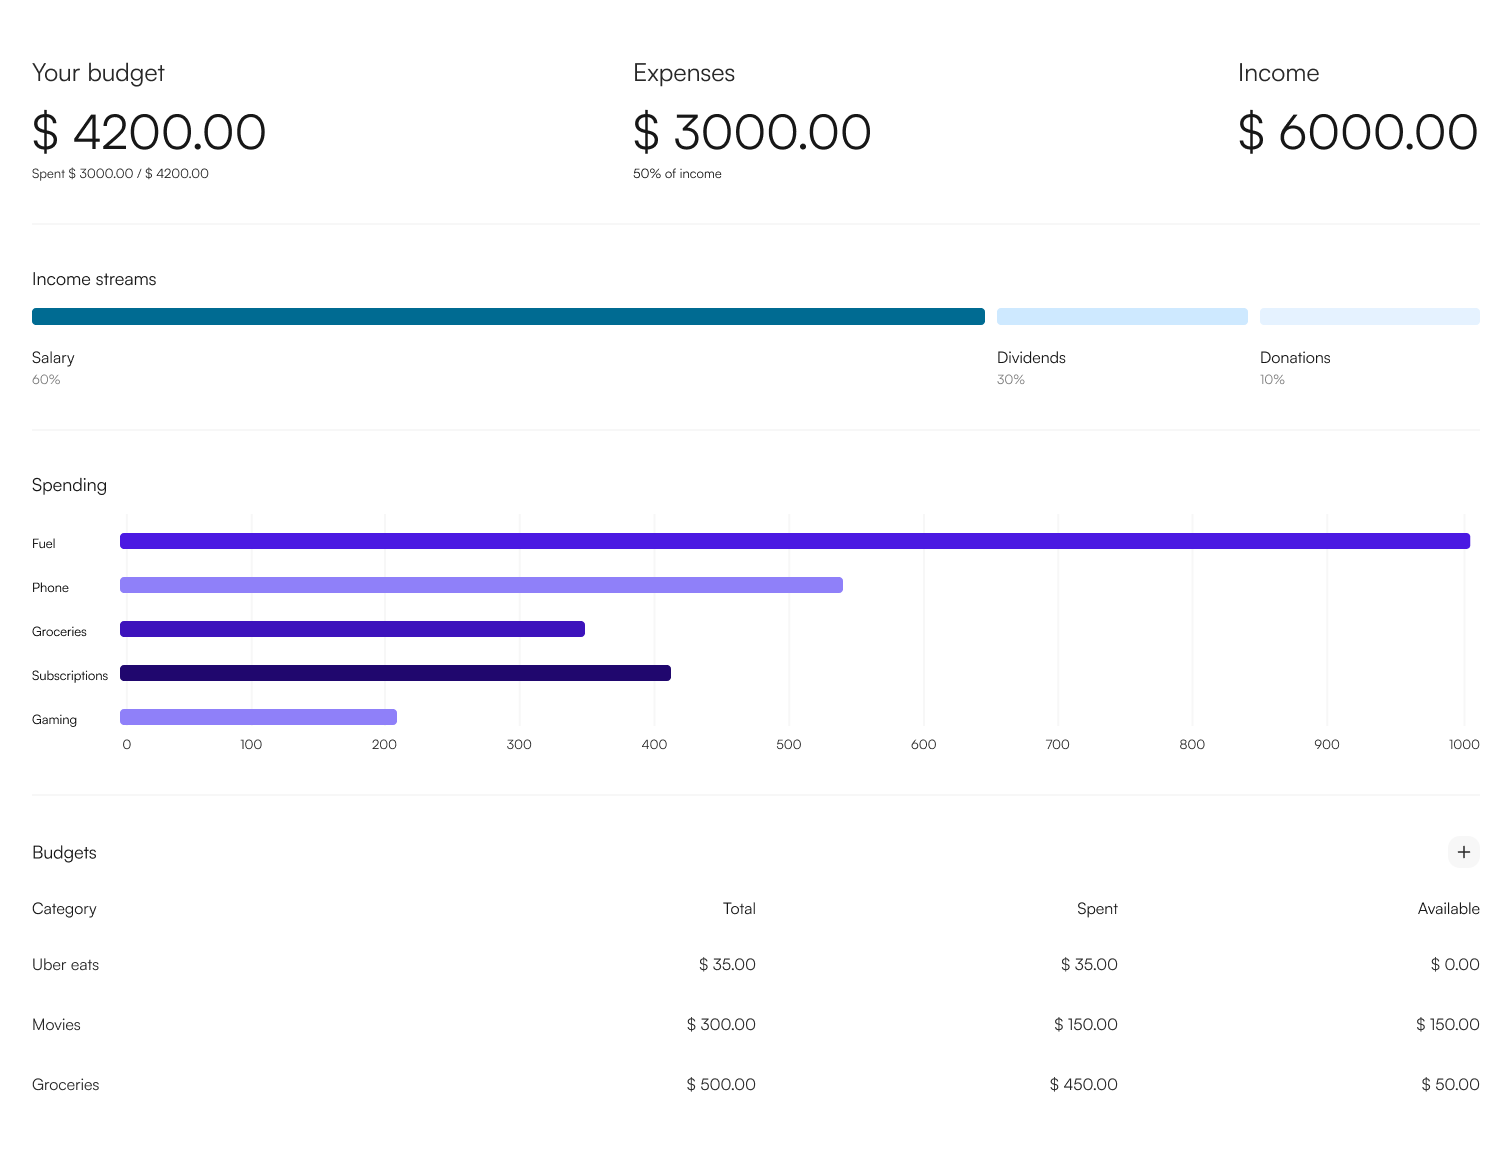 Your budget
Expenses
Income
$ 4200.00
$ 3000.00
$ 6000.00
Spent $ 3000.00 / $ 4200.00
50% of income
Income streams
Salary
Dividends
Donations
60%
30%
10%
Spending
Fuel
Phone
Groceries
Subscriptions
Gaming
0 100 200 300 400 500 600 700 800 900 1000
Budgets
+
Category Total Spent Available
Uber eats $ 35.00 $ 35.00 $ 0.00
Movies $ 300.00 $ 150.00 $ 150.00
Groceries $ 500.00 $ 450.00 $ 50.00